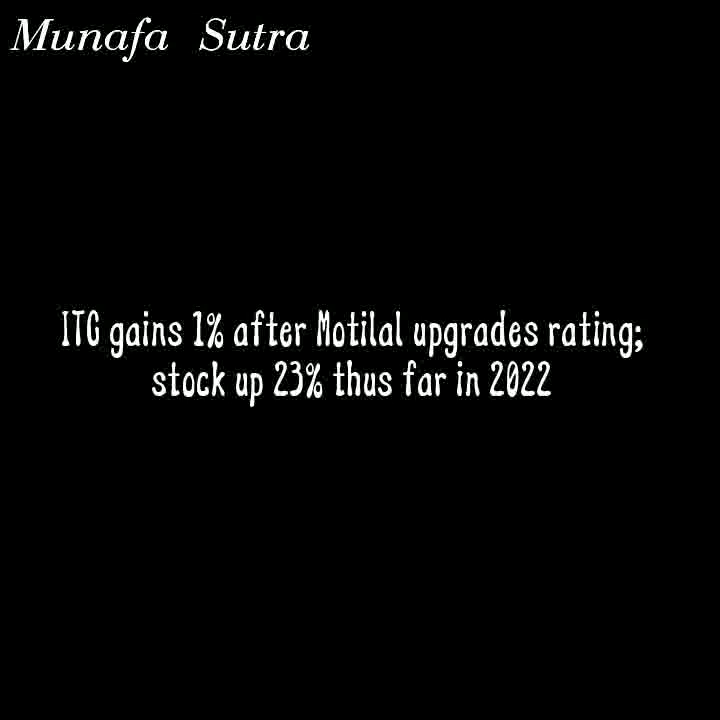 Munafa Sutra
ITC gains 1% after Motilal upgrades rating;
stock up 23% thus far in 2022